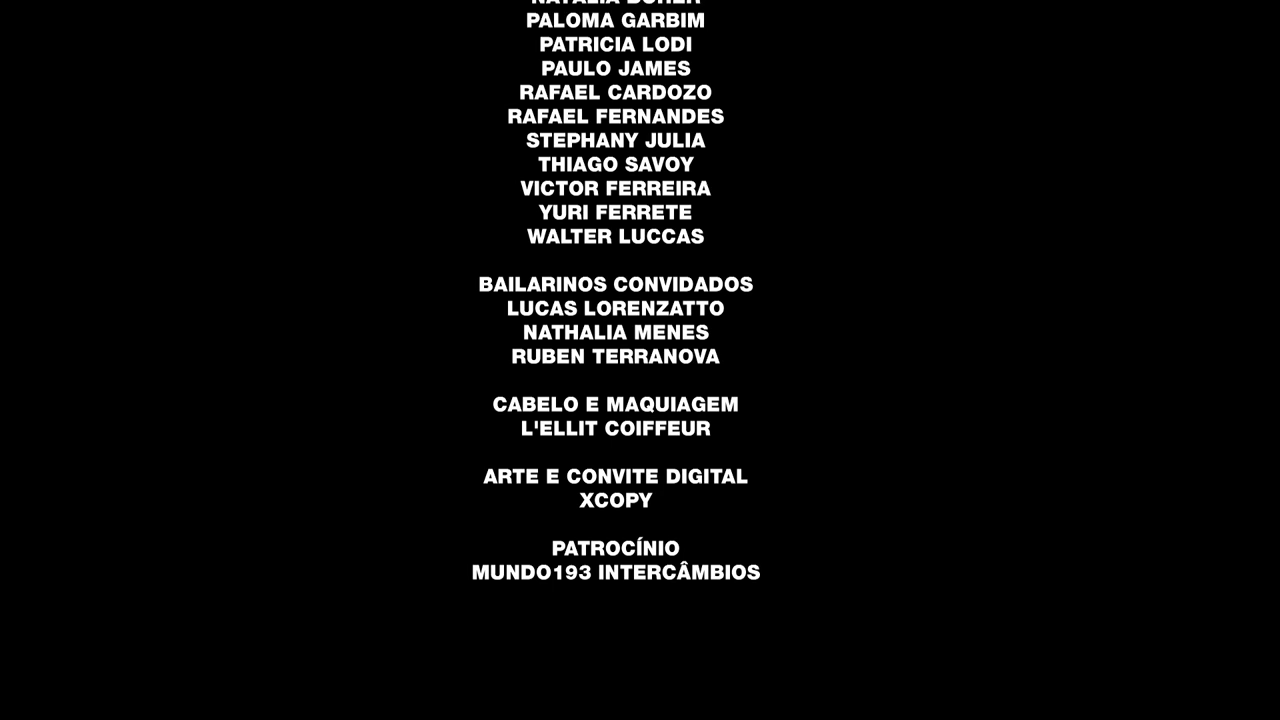 PALOMA GARBIM
PATRICIA LODI
PAULO JAMES
RAFAEL CARDOZO
RAFAEL FERNANDES
STEPHANY JULIA
THIAGO SAVOY
VICTOR FERREIRA
YURI FERRETE
WALTER LUCCAS
BAILARINOS CONVIDADOS
LUCAS LORENZATTO
NATHALIA MENES
RUBEN TERRANOVA
CABELO E MAQUIAGEM
L'ELLIT COIFFEUR
ARTE E CONVITE DIGITAL
XCOPY
PATROCÍNIO
MUNDO193 INTERCÂMBIOS